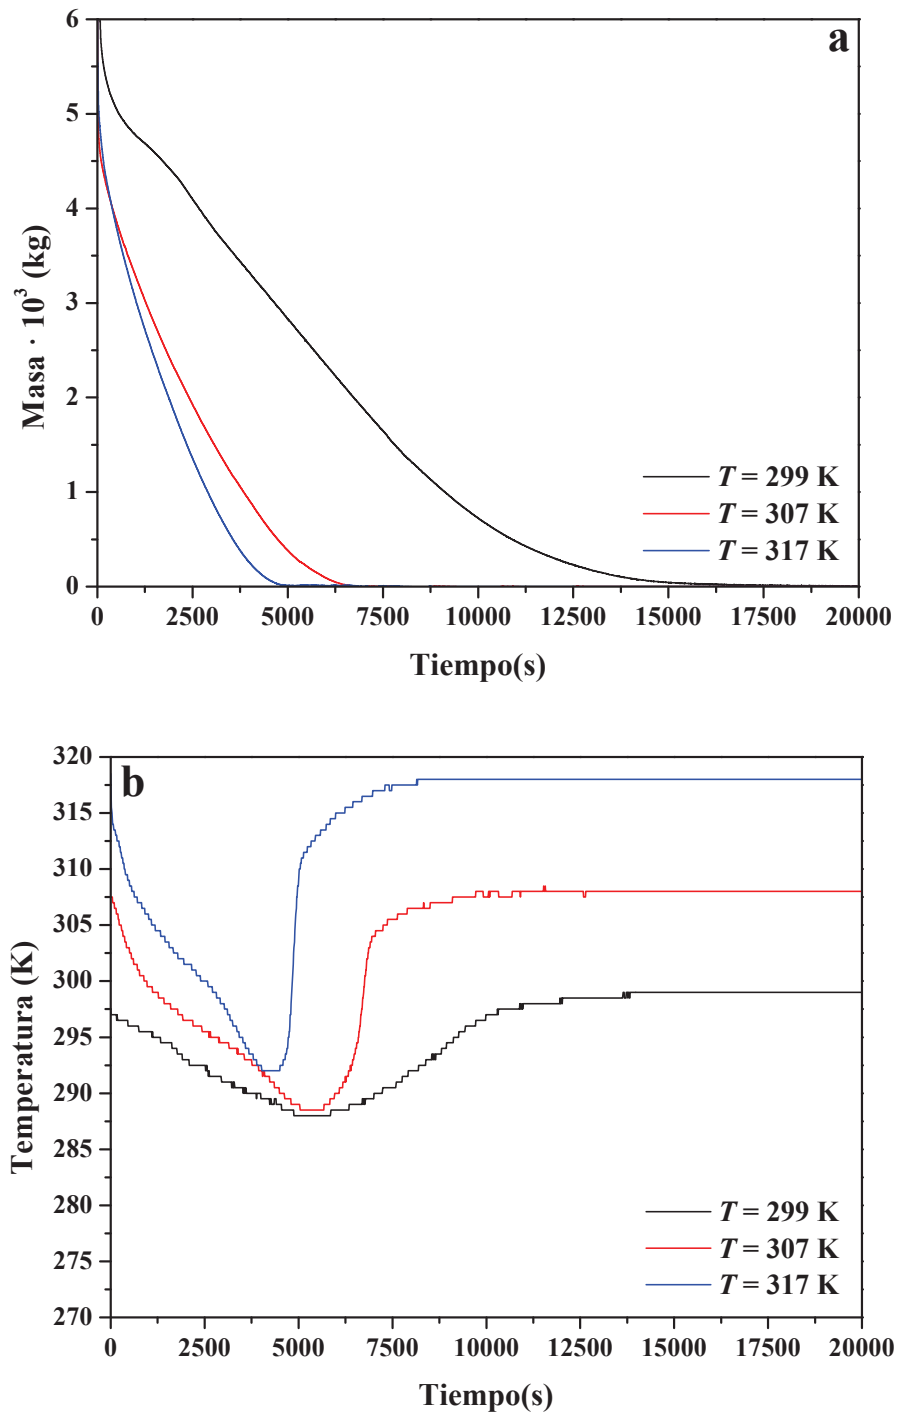 a
6
5
4
3
2
1
0
Masa · 10³ (kg)
T = 299 K
T = 307 K
T = 317 K
0 2500 5000 7500 10000 12500 15000 17500 20000
Tiempo(s)
b
320
315
310
305
300
295
290
285
280
275
270
Temperatura (K)
T = 299 K
T = 307 K
T = 317 K
0 2500 5000 7500 10000 12500 15000 17500 20000
Tiempo(s)